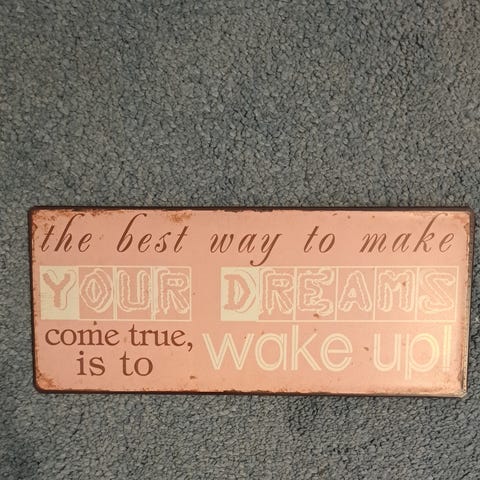 the best way to make
YOUR DREAMS
come true,
is to wake up!